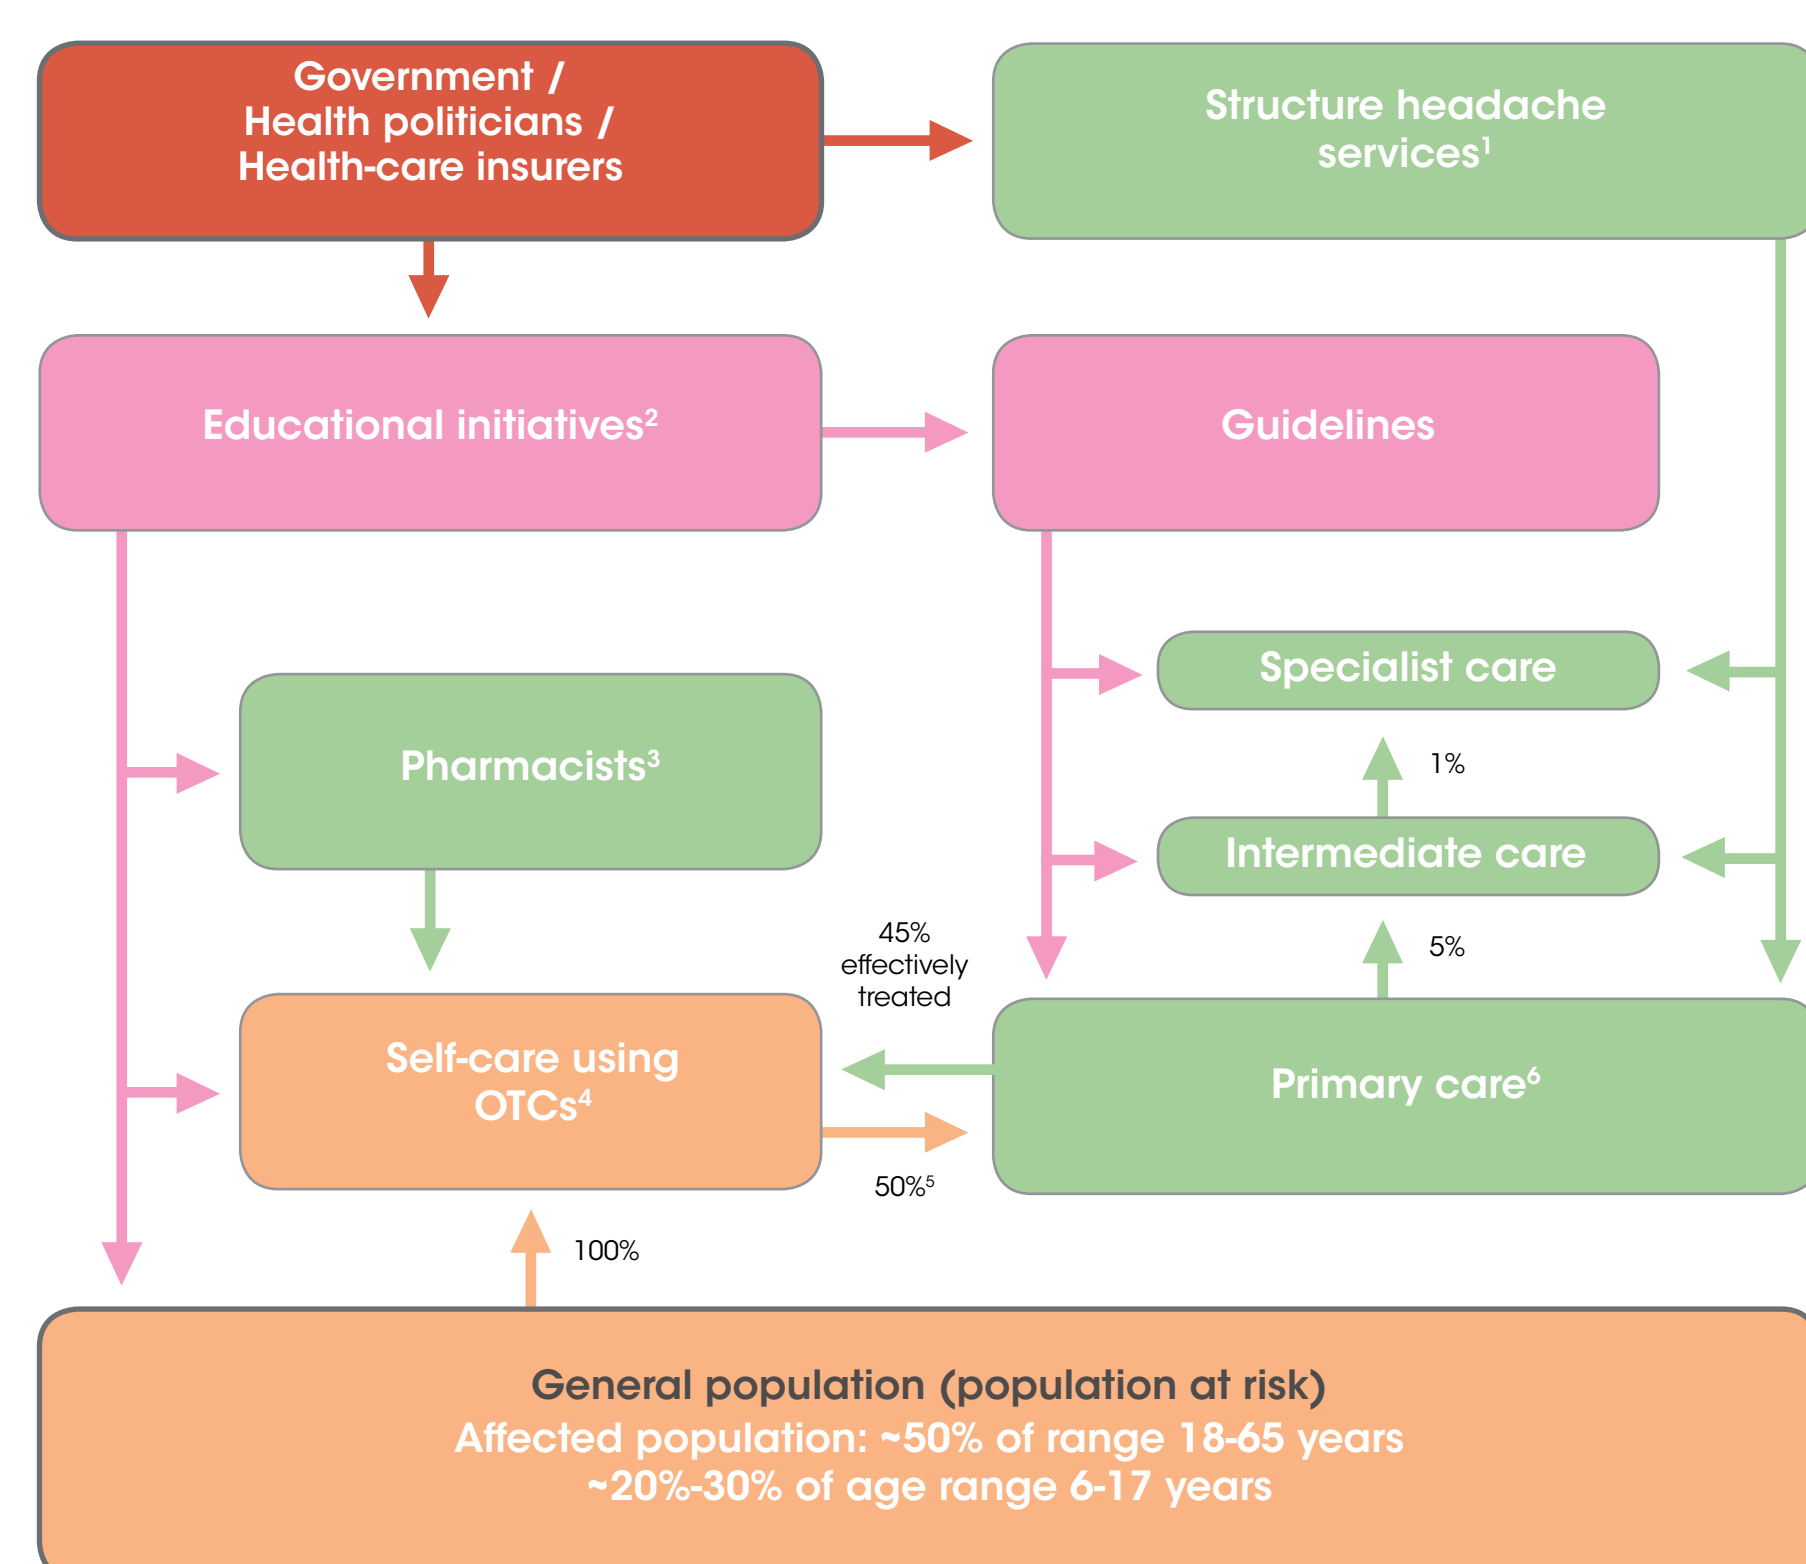 Government /
Health politicians /
Health-care insurers
Structure headache
services¹
Educational initiatives²
Guidelines
Specialist care
Pharmacists³
1%
Intermediate care
45%
effectively
treated
5%
Self-care using
OTCs⁴
Primary care⁶
50%⁵
100%
General population (population at risk)
Affected population: ~50% of range 18-65 years
~20%-30% of age range 6-17 years